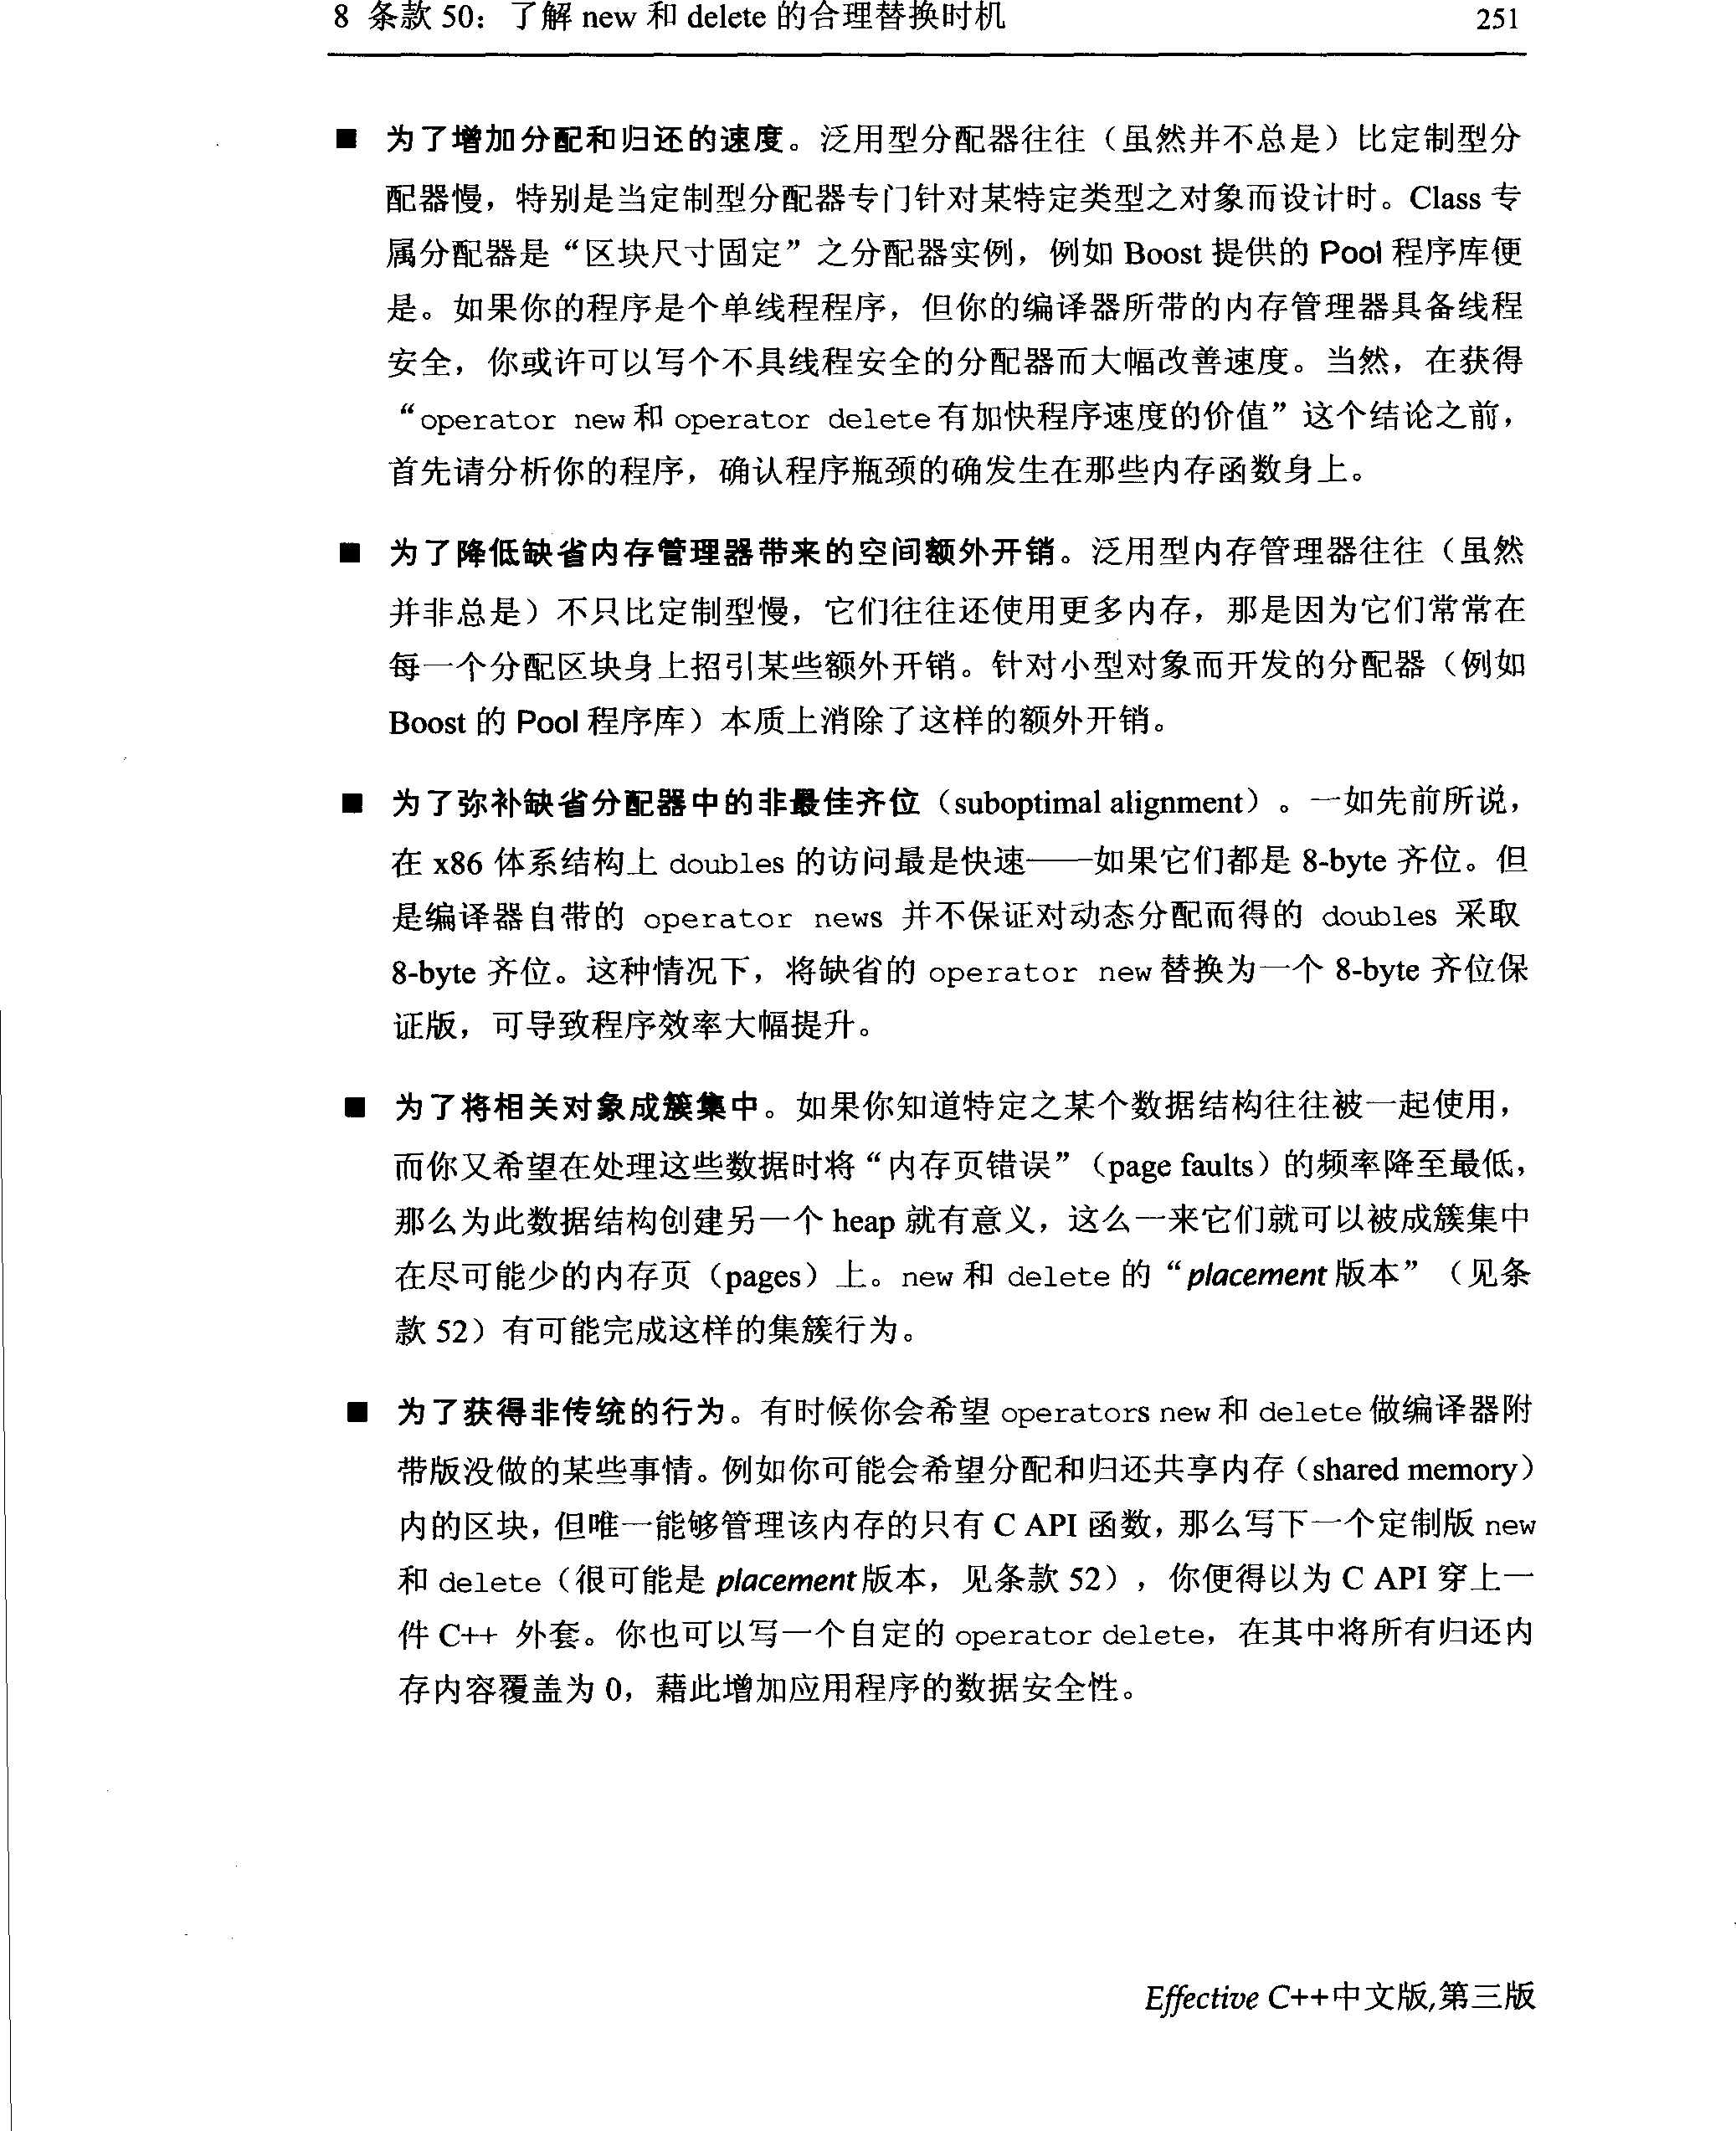 8 条款 50：了解 new 和 delete 的合理替换时机 251
■ 为了增加分配和归还的速度。泛用型分配器往往（虽然并不总是）比定制型分
配器慢，特别是当定制型分配器专门针对某特定类型之对象而设计时。Class 专
属分配器是“区块尺寸固定”之分配器实例，例如 Boost 提供的 Pool 程序库便
是。如果你的程序是个单线程程序，但你的编译器所带的内存管理器具备线程
安全，你或许可以写个不具线程安全的分配器而大幅改善速度。当然，在获得
“operator new 和 operator delete 有加快程序速度的价值”这个结论之前，
首先请分析你的程序，确认程序瓶颈的确发生在那些内存函数身上。
■ 为了降低缺省内存管理器带来的空间额外开销。泛用型内存管理器往往（虽然
并非总是）不只比定制型慢，它们往往还使用更多内存，那是因为它们常常在
每一个分配区块身上招引某些额外开销。针对小型对象而开发的分配器（例如
Boost 的 Pool 程序库）本质上消除了这样的额外开销。
■ 为了弥补缺省分配器中的非最佳齐位（suboptimal alignment）。一如先前所说，
在 x86 体系结构上 doubles 的访问最是快速——如果它们都是 8-byte 齐位。但
是编译器自带的 operator news 并不保证对动态分配而得的 doubles 采取
8-byte 齐位。这种情况下，将缺省的 operator new 替换为一个 8-byte 齐位保
证版，可导致程序效率大幅提升。
■ 为了将相关对象成簇集中。如果你知道特定之某个数据结构往往被一起使用，
而你又希望在处理这些数据时将“内存页错误”（page faults）的频率降至最低，
那么为此数据结构创建另一个 heap 就有意义，这么一来它们就可以被成簇集中
在尽可能少的内存页（pages）上。new 和 delete 的“placement 版本”（见条
款 52）有可能完成这样的集簇行为。
■ 为了获得非传统的行为。有时候你会希望 operators new 和 delete 做编译器附
带版没做的某些事情。例如你可能会希望分配和归还共享内存（shared memory）
内的区块，但唯一能够管理该内存的只有 C API 函数，那么写下一个定制版 new
和 delete（很可能是 placement 版本，见条款 52），你便得以为 C API 穿上一
件 C++ 外套。你也可以写一个自定的 operator delete，在其中将所有归还内
存内容覆盖为 0，藉此增加应用程序的数据安全性。
Effective C++中文版,第三版